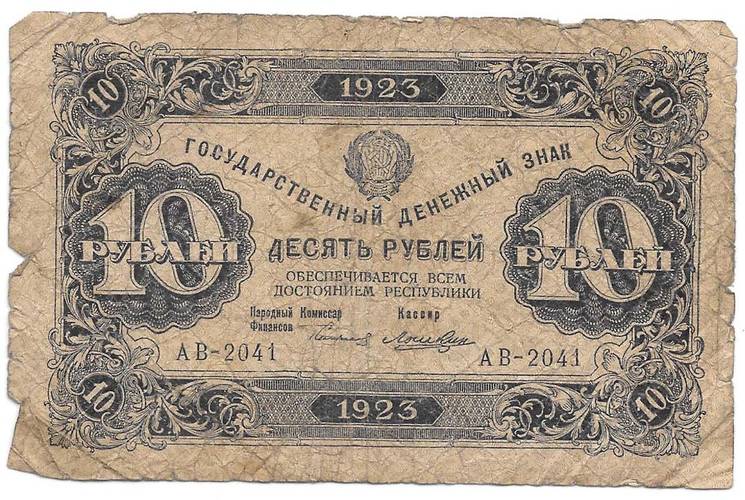 1923
10
10
ГОСУДАРСТВЕННЫЙ ДЕНЕЖНЫЙ ЗНАК
10 РУБЛЕЙ
ДЕСЯТЬ РУБЛЕЙ
10 РУБЛЕЙ
ОБЕСПЕЧИВАЕТСЯ ВСЕМ
ДОСТОЯНИЕМ РЕСПУБЛИКИ
Народный Комиссар
Финансов
Кассир
АВ-2041
АВ-2041
10
10
1923